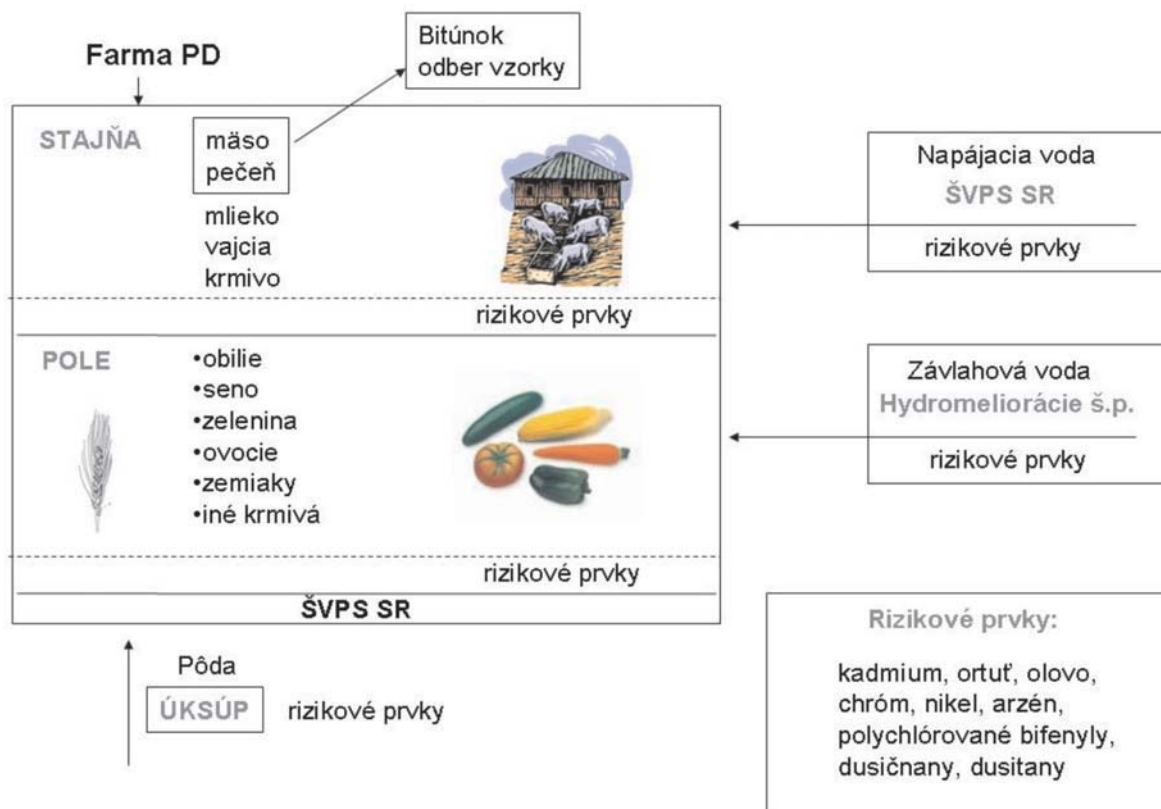 Farma PD
Bitúnok
odber vzorky
STAJŇA
mäso
pečeň
mlieko
vajcia
krmivo
rizikové prvky
Napájacia voda
ŠVPS SR
rizikové prvky
POLE
•obilie
•seno
•zelenina
•ovocie
•zemiaky
•iné krmivá
rizikové prvky
Závlahová voda
Hydromeliorácie š.p.
rizikové prvky
ŠVPS SR
Pôda
ÚKSÚP
rizikové prvky
Rizikové prvky:
kadmium, ortuť, olovo,
chróm, nikel, arzén,
polychlórované bifenyly,
dusičnany, dusitany